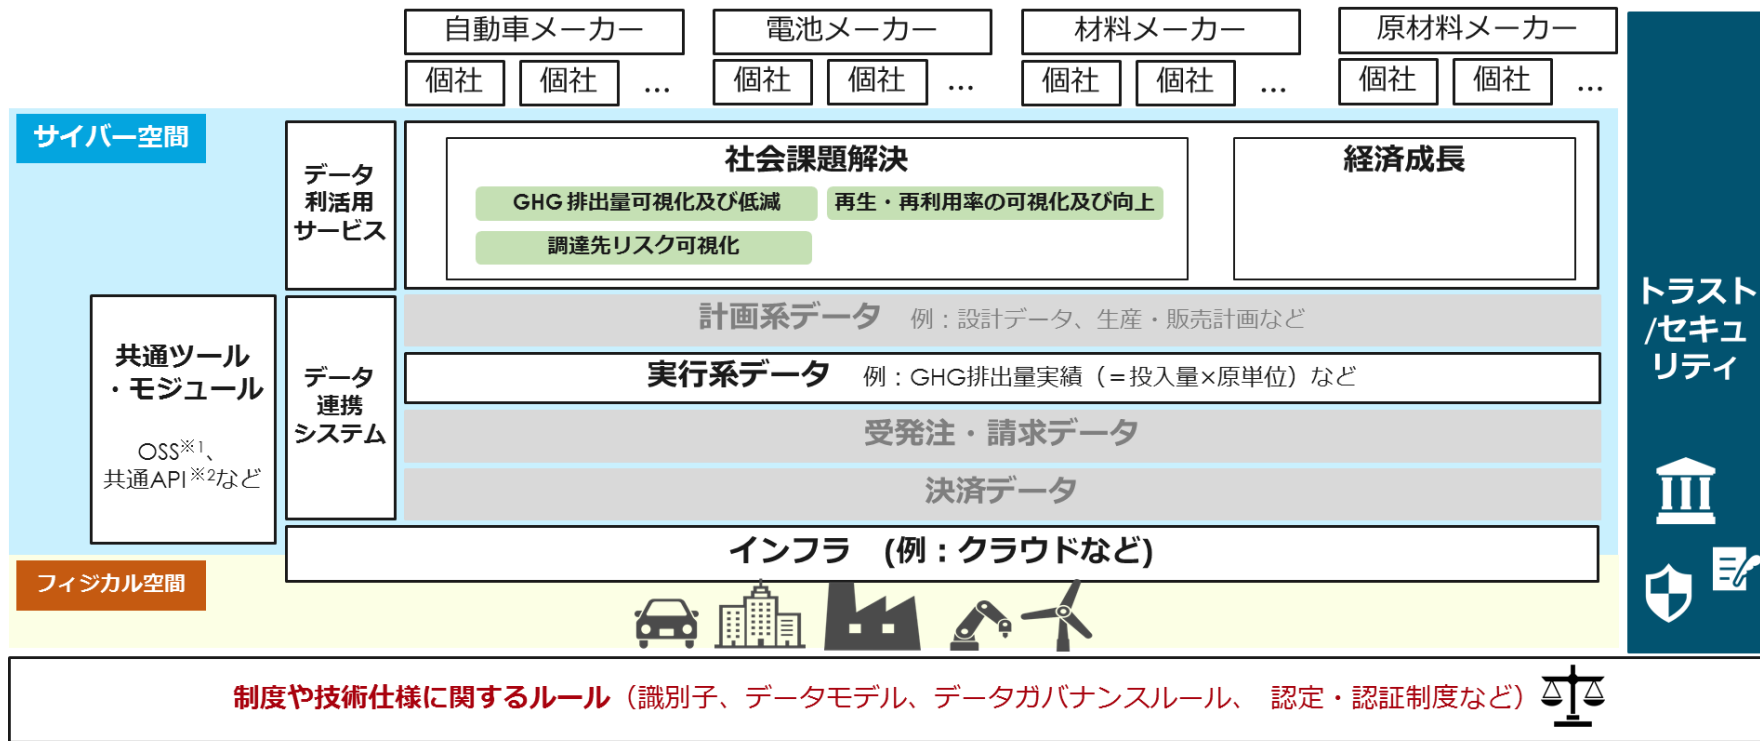 自動車メーカー 電池メーカー 材料メーカー 原材料メーカー
個社 個社 … 個社 個社 … 個社 個社 … 個社 個社 …
サイバー空間
データ
利活用
サービス
社会課題解決
GHG排出量可視化及び低減 再生・再利用率の可視化及び向上
調達先リスク可視化
経済成長
共通ツール
・モジュール
OSS※1、
共通API※2など
データ
連携
システム
計画系データ 例：設計データ、生産・販売計画など
実行系データ 例：GHG排出量実績（＝投入量×原単位）など
受発注・請求データ
決済データ
インフラ (例：クラウドなど)
フィジカル空間
トラスト
/セキュ
リティ
制度や技術仕様に関するルール（識別子、データモデル、データガバナンスルール、 認定・認証制度など）